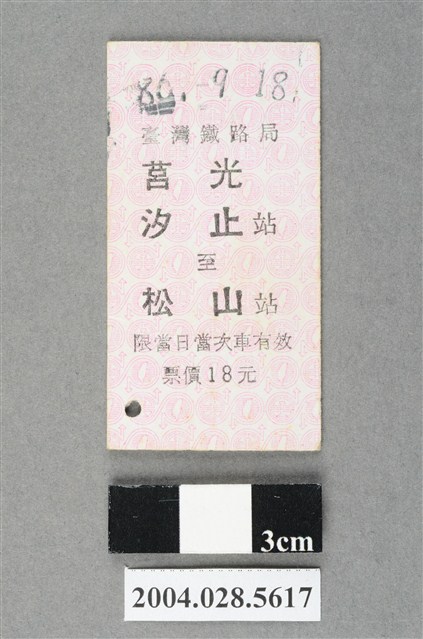 80. 9 18.
臺灣鐵路局
莒光
汐止站
至
松山站
限當日當次車有效
票價18元
3cm
2004.028.5617